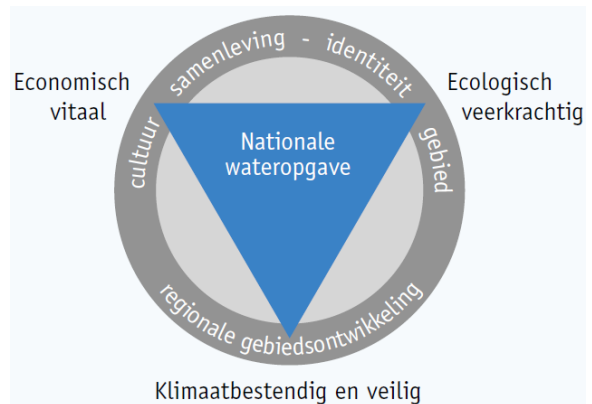 Economisch
vitaal
cultuur samenleving - identiteit gebied
Ecologisch
veerkrachtig
Nationale
wateropgave
regionale gebiedsontwikkeling
Klimaatbestendig en veilig